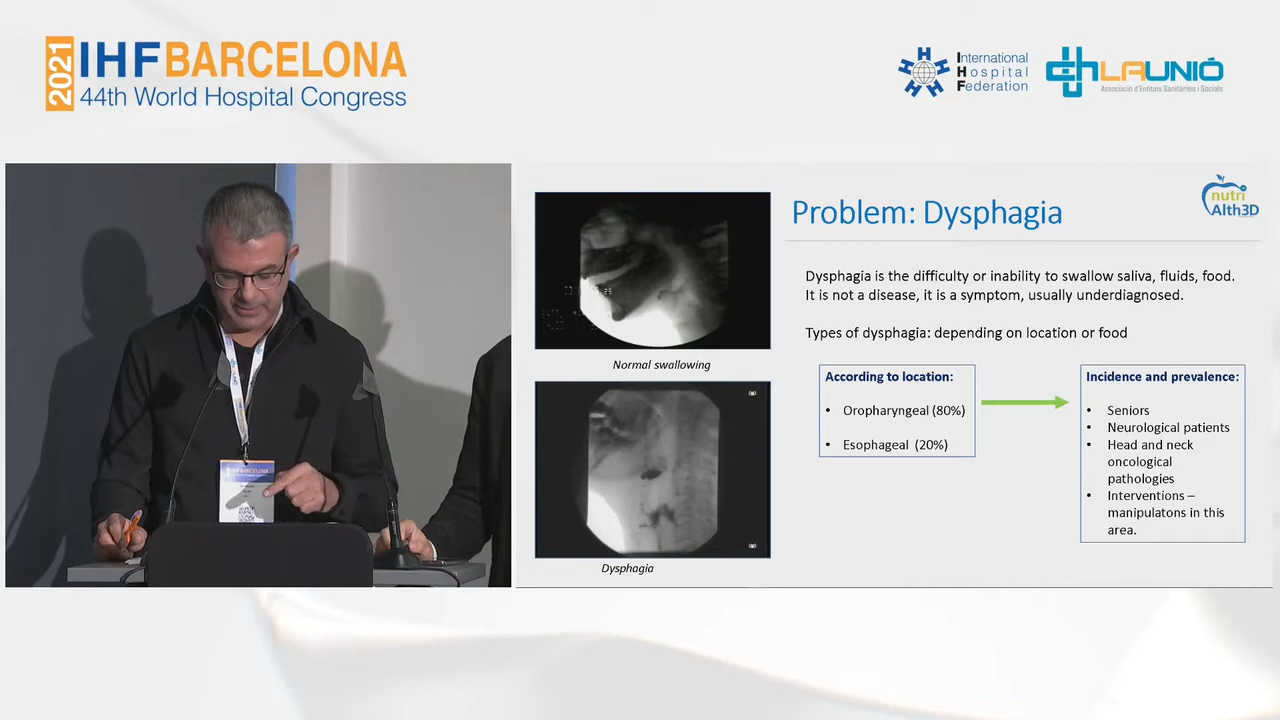 2021
IHF BARCELONA
44th World Hospital Congress
International
Hospital
Federation
LAUNIÓ
Associació d'Entitats Sanitàries i Socials
nutri
Alth3D
Problem: Dysphagia
Dysphagia is the difficulty or inability to swallow saliva, fluids, food.
It is not a disease, it is a symptom, usually underdiagnosed.
Types of dysphagia: depending on location or food
Normal swallowing
According to location:
• Oropharyngeal (80%)
• Esophageal (20%)
Incidence and prevalence:
• Seniors
• Neurological patients
• Head and neck
oncological
pathologies
• Interventions –
manipulatons in this
area.
Dysphagia
IHFBARCELONA